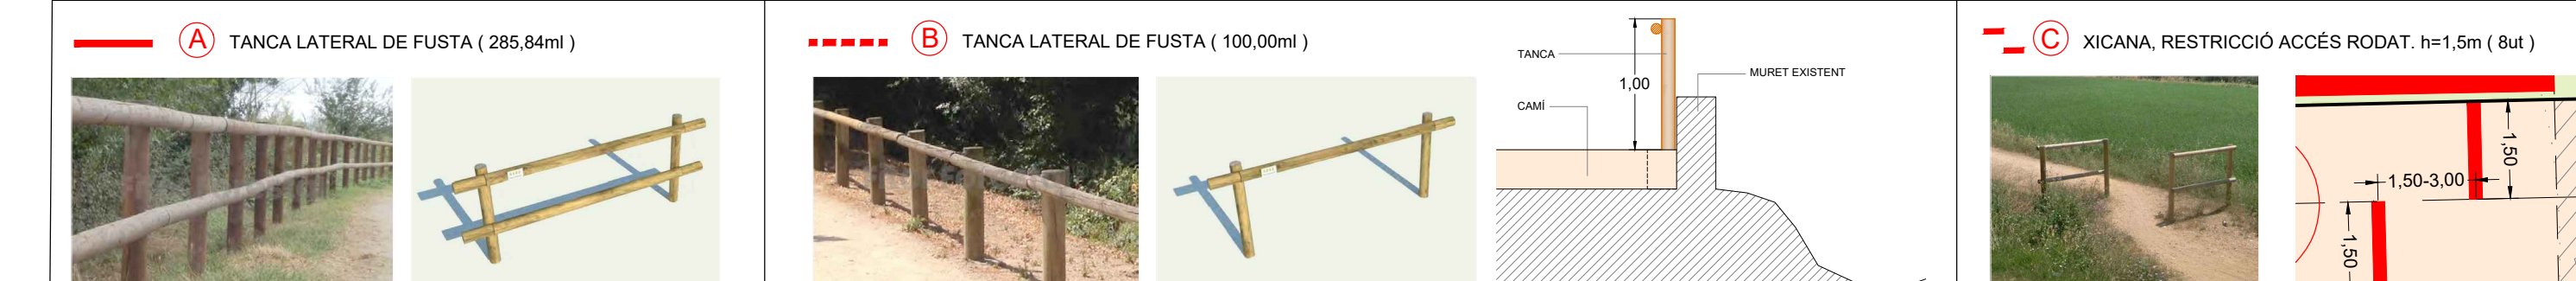 A TANCA LATERAL DE FUSTA ( 285,84ml )
B TANCA LATERAL DE FUSTA ( 100,00ml )
TANCA
1,00
MURET EXISTENT
CAMÍ
C XICANA, RESTRICCIÓ ACCÉS RODAT. h=1,5m ( 8ut )
1,50
1,50-3,00
1,50